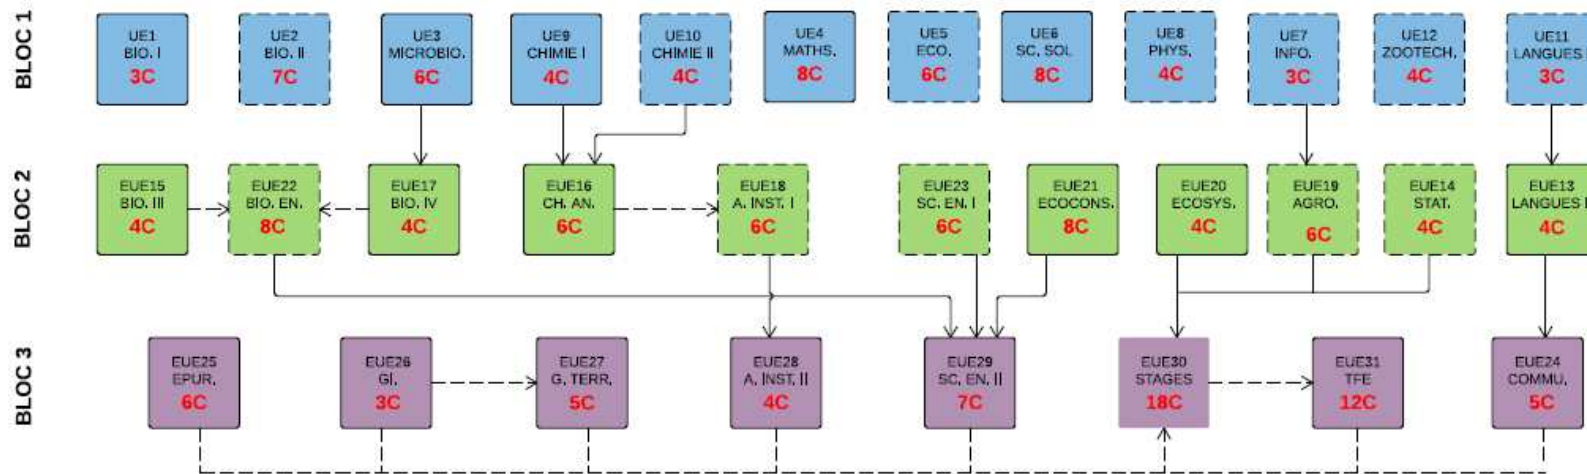 BLOC 1
UE1
BIO. I
3C
UE2
BIO. II
7C
UE3
MICROBIO.
6C
UE9
CHIMIE I
4C
UE10
CHIMIE II
4C
UE4
MATHS.
8C
UE5
ECO.
6C
UE6
SC. SOL
8C
UE8
PHYS.
4C
UE7
INFO.
3C
UE12
ZOOTECH.
4C
UE11
LANGUES
3C
BLOC 2
EUE15
BIO. III
4C
EUE22
BIO. EN.
8C
EUE17
BIO. IV
4C
EUE16
CH. AN.
6C
EUE18
A. INST. I
6C
EUE23
SC. EN. I
6C
EUE21
ECOCONS.
8C
EUE20
ECOSYS.
4C
EUE19
AGRO.
6C
EUE14
STAT.
4C
EUE13
LANGUES I
4C
BLOC 3
EUE25
EPUR.
6C
EUE26
GI.
3C
EUE27
G. TERR.
5C
EUE28
A. INST. II
4C
EUE29
SC. EN. II
7C
EUE30
STAGES
18C
EUE31
TFE
12C
EUE24
COMMU.
5C